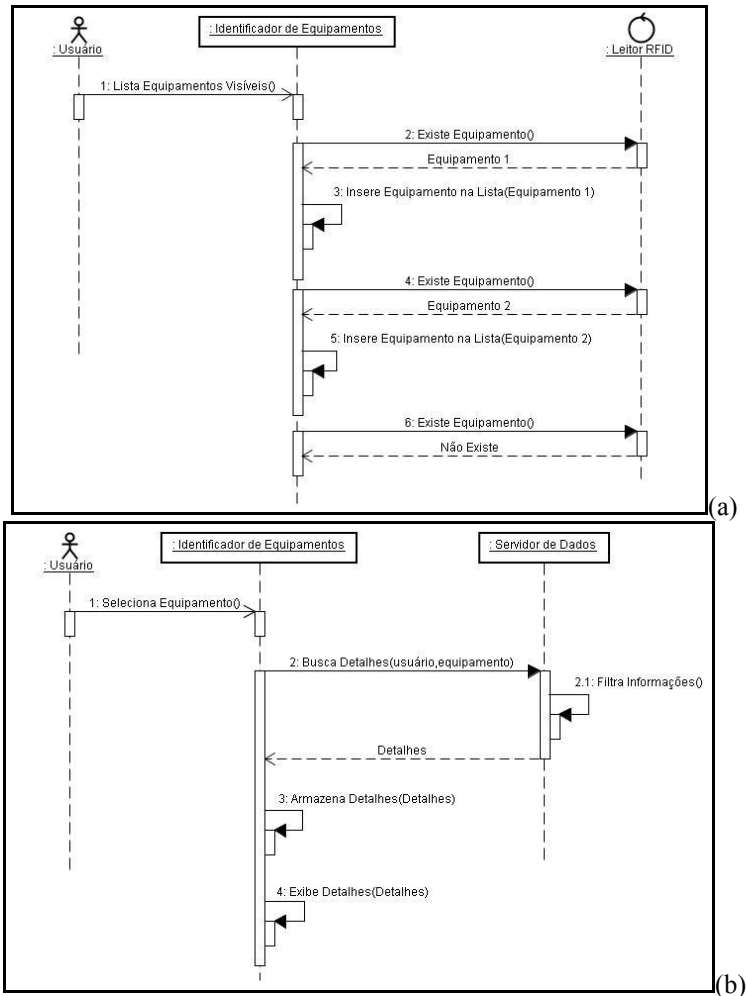 : Usuário
: Identificador de Equipamentos
: Leitor RFID
1: Lista Equipamentos Visíveis()
2: Existe Equipamento()
Equipamento 1
3: Insere Equipamento na Lista(Equipamento 1)
4: Existe Equipamento()
Equipamento 2
5: Insere Equipamento na Lista(Equipamento 2)
6: Existe Equipamento()
Não Existe
(a)
: Usuário
: Identificador de Equipamentos
: Servidor de Dados
1: Seleciona Equipamento()
2: Busca Detalhes(usuário,equipamento)
2.1: Filtra Informações()
Detalhes
3: Armazena Detalhes(Detalhes)
4: Exibe Detalhes(Detalhes)
(b)